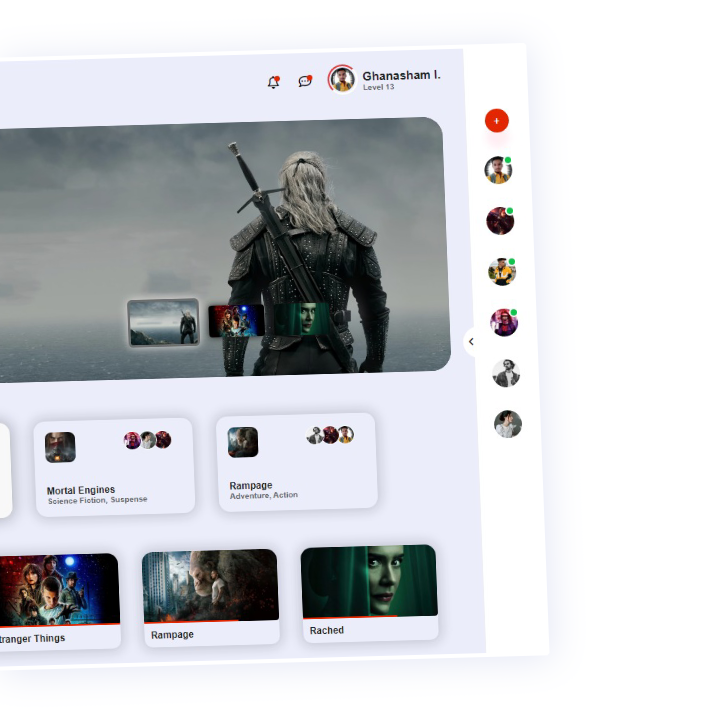 Ghanasham I.
Level 13
+
Mortal Engines
Science Fiction, Suspense
Rampage
Adventure, Action
tranger Things
Rampage
Rached